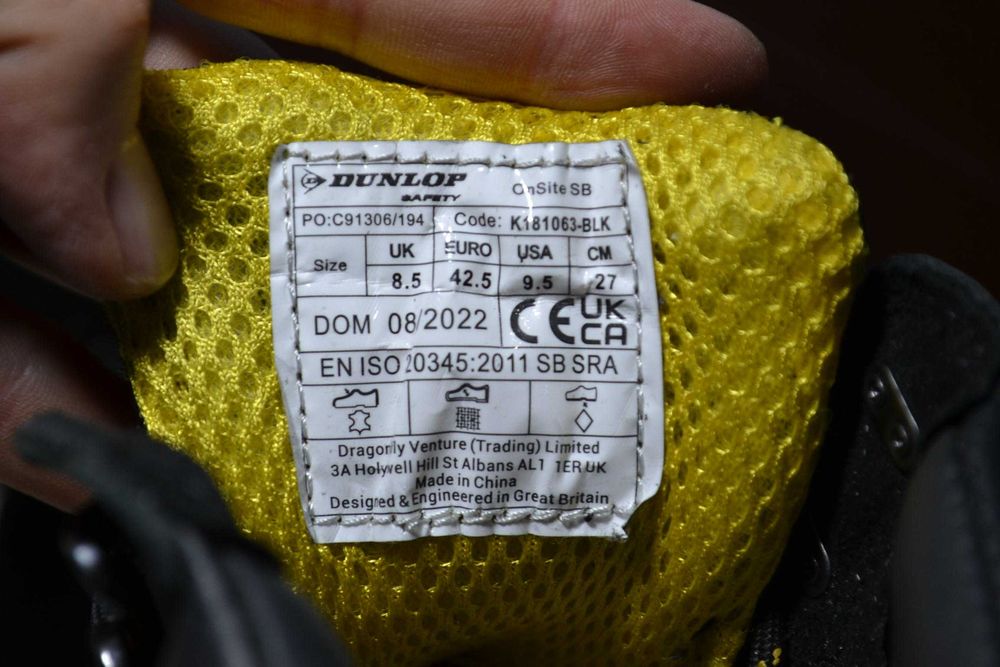 DUNLOP
SAFETY
OnSite SB
PO:C91306/194 Code: K181063-BLK
Size UK EURO USA CM
8.5 42.5 9.5 27
DOM 08/2022 CE UK CA
EN ISO 20345:2011 SB SRA
Dragonfly Venture (Trading) Limited
3A Holywell Hill St Albans AL1 1ER UK
Made in China
Designed & Engineered in Great Britain